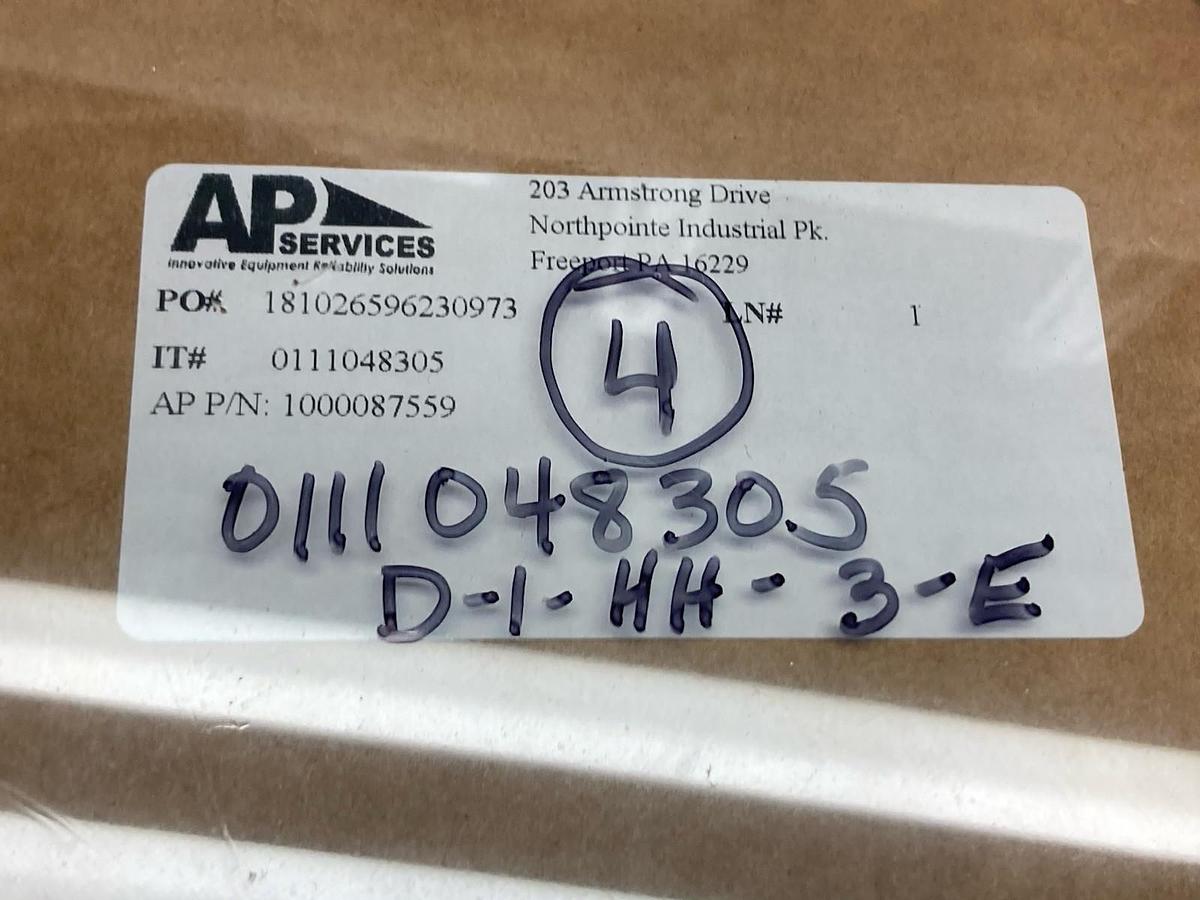 AP SERVICES
Innovative Equipment Reliability Solutions
203 Armstrong Drive
Northpointe Industrial Pk.
Freeport PA 16229
PO# 181026596230973
LN# 1
IT# 0111048305
AP P/N: 1000087559
4
0111048305
D-1-HH-3-E